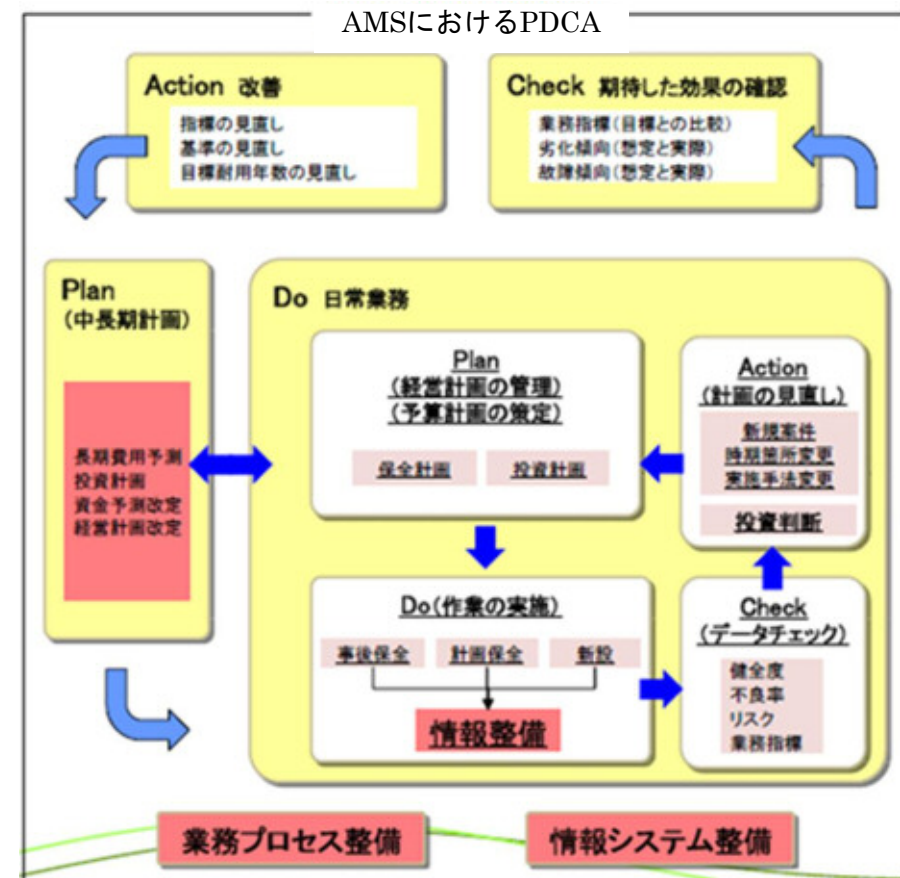 AMSにおけるPDCA
Action 改善
指標の見直し
基準の見直し
目標耐用年数の見直し
Check 期待した効果の確認
業務指標(目標との比較)
劣化傾向(想定と実際)
故障傾向(想定と実際)
Plan
(中長期計画)
長期費用予測
投資計画
資金予測改定
経営計画改定
Do 日常業務
Plan
(経営計画の管理)
(予算計画の策定)
保全計画 投資計画
Action
(計画の見直し)
新規案件
時期箇所変更
実施手法変更
投資判断
Do(作業の実施)
事後保全 計画保全 新設
情報整備
Check
(データチェック)
健全度
不良率
リスク
業務指標
業務プロセス整備 情報システム整備